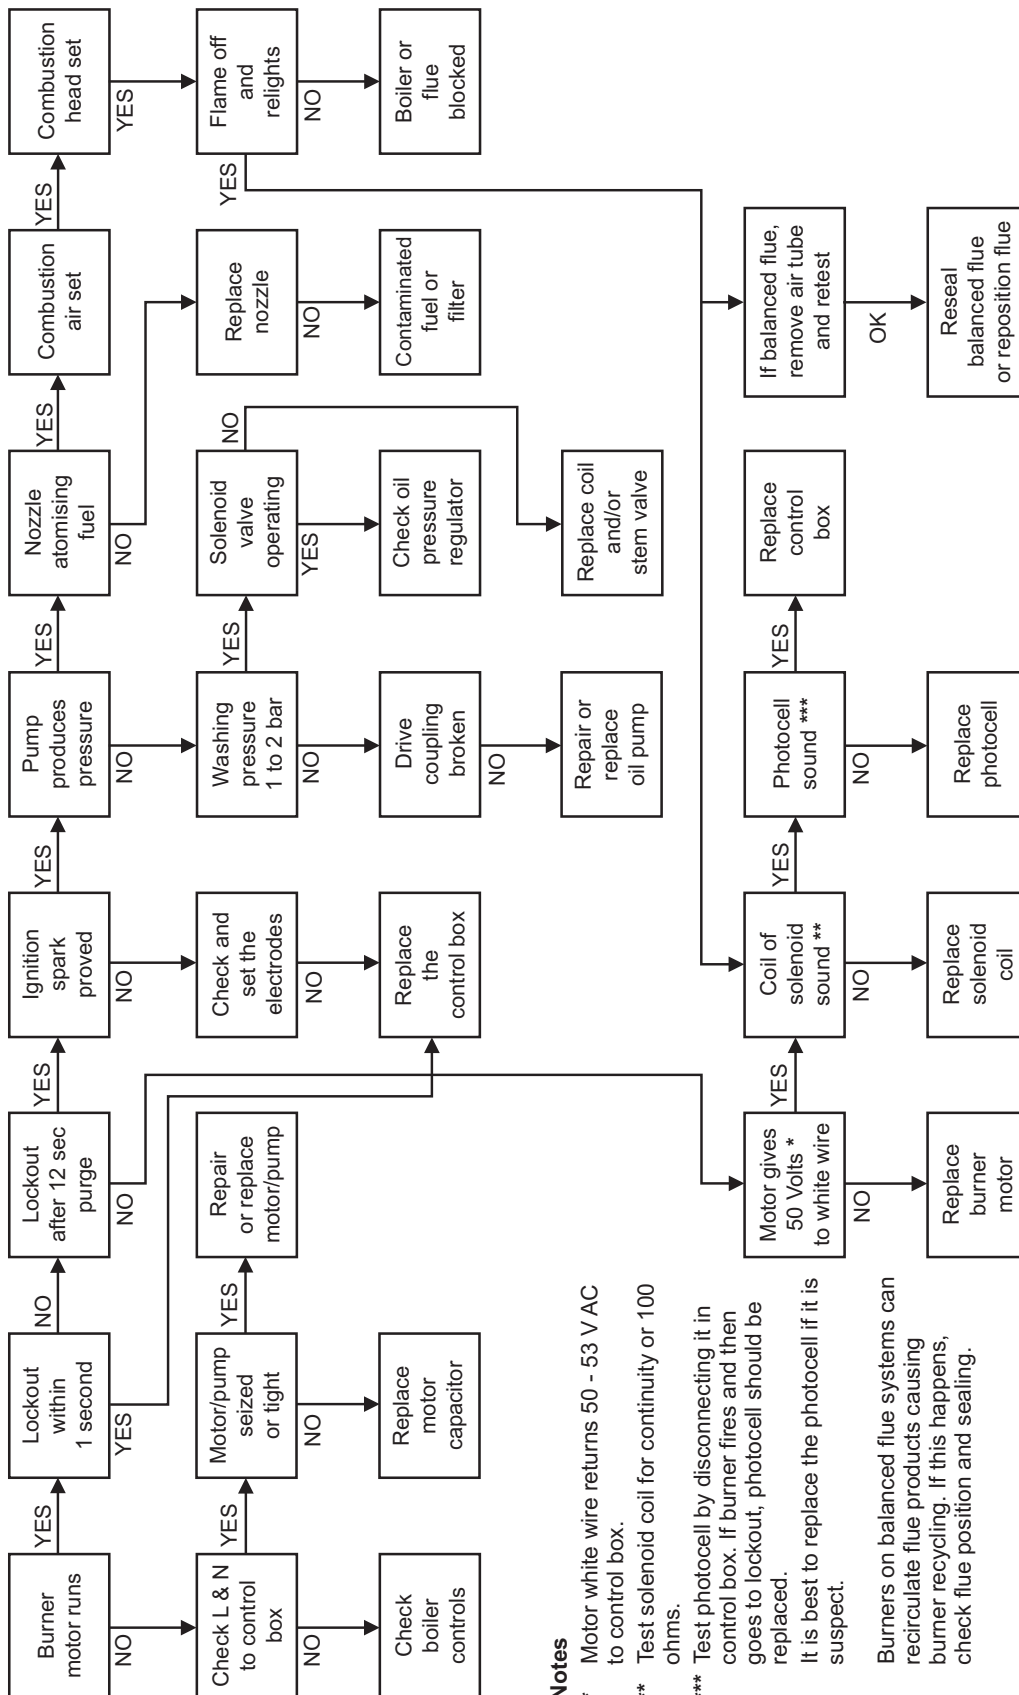 Burner
motor runs
YES
Lockout
within
1 second
NO
Lockout
after 12 sec
purge
YES
Ignition
spark
proved
YES
Pump
produces
pressure
YES
Nozzle
atomising
fuel
YES
Combustion
air set
YES
Combustion
head set
NO
YES
NO
NO
NO
NO
YES
Check L & N
to control
box
YES
Motor/pump
seized
or tight
YES
Repair
or replace
motor/pump
Check and
set the
electrodes
Washing
pressure
1 to 2 bar
YES
Solenoid
valve
operating
NO
Replace
nozzle
YES
Flame off
and
relights
NO
NO
NO
NO
YES
NO
NO
Check
boiler
controls
Replace
motor
capacitor
Replace
the
control box
Drive
coupling
broken
Check oil
pressure
regulator
Contaminated
fuel or
filter
Boiler or
flue
blocked
NO
Repair or
replace
oil pump
Replace coil
and/or
stem valve
Notes
* Motor white wire returns 50 - 53 V AC
to control box.
** Test solenoid coil for continuity or 100
ohms.
*** Test photocell by disconnecting it in
control box. If burner fires and then
goes to lockout, photocell should be
replaced.
It is best to replace the photocell if it is
suspect.
Burners on balanced flue systems can
recirculate flue products causing
burner recycling. If this happens,
check flue position and sealing.
Motor gives
50 Volts *
to white wire
YES
Coil of
solenoid
sound **
YES
Photocell
sound ***
YES
Replace
control
box
If balanced flue,
remove air tube
and retest
NO
NO
NO
OK
Replace
burner
motor
Replace
solenoid
coil
Replace
photocell
Reseal
balanced flue
or reposition flue